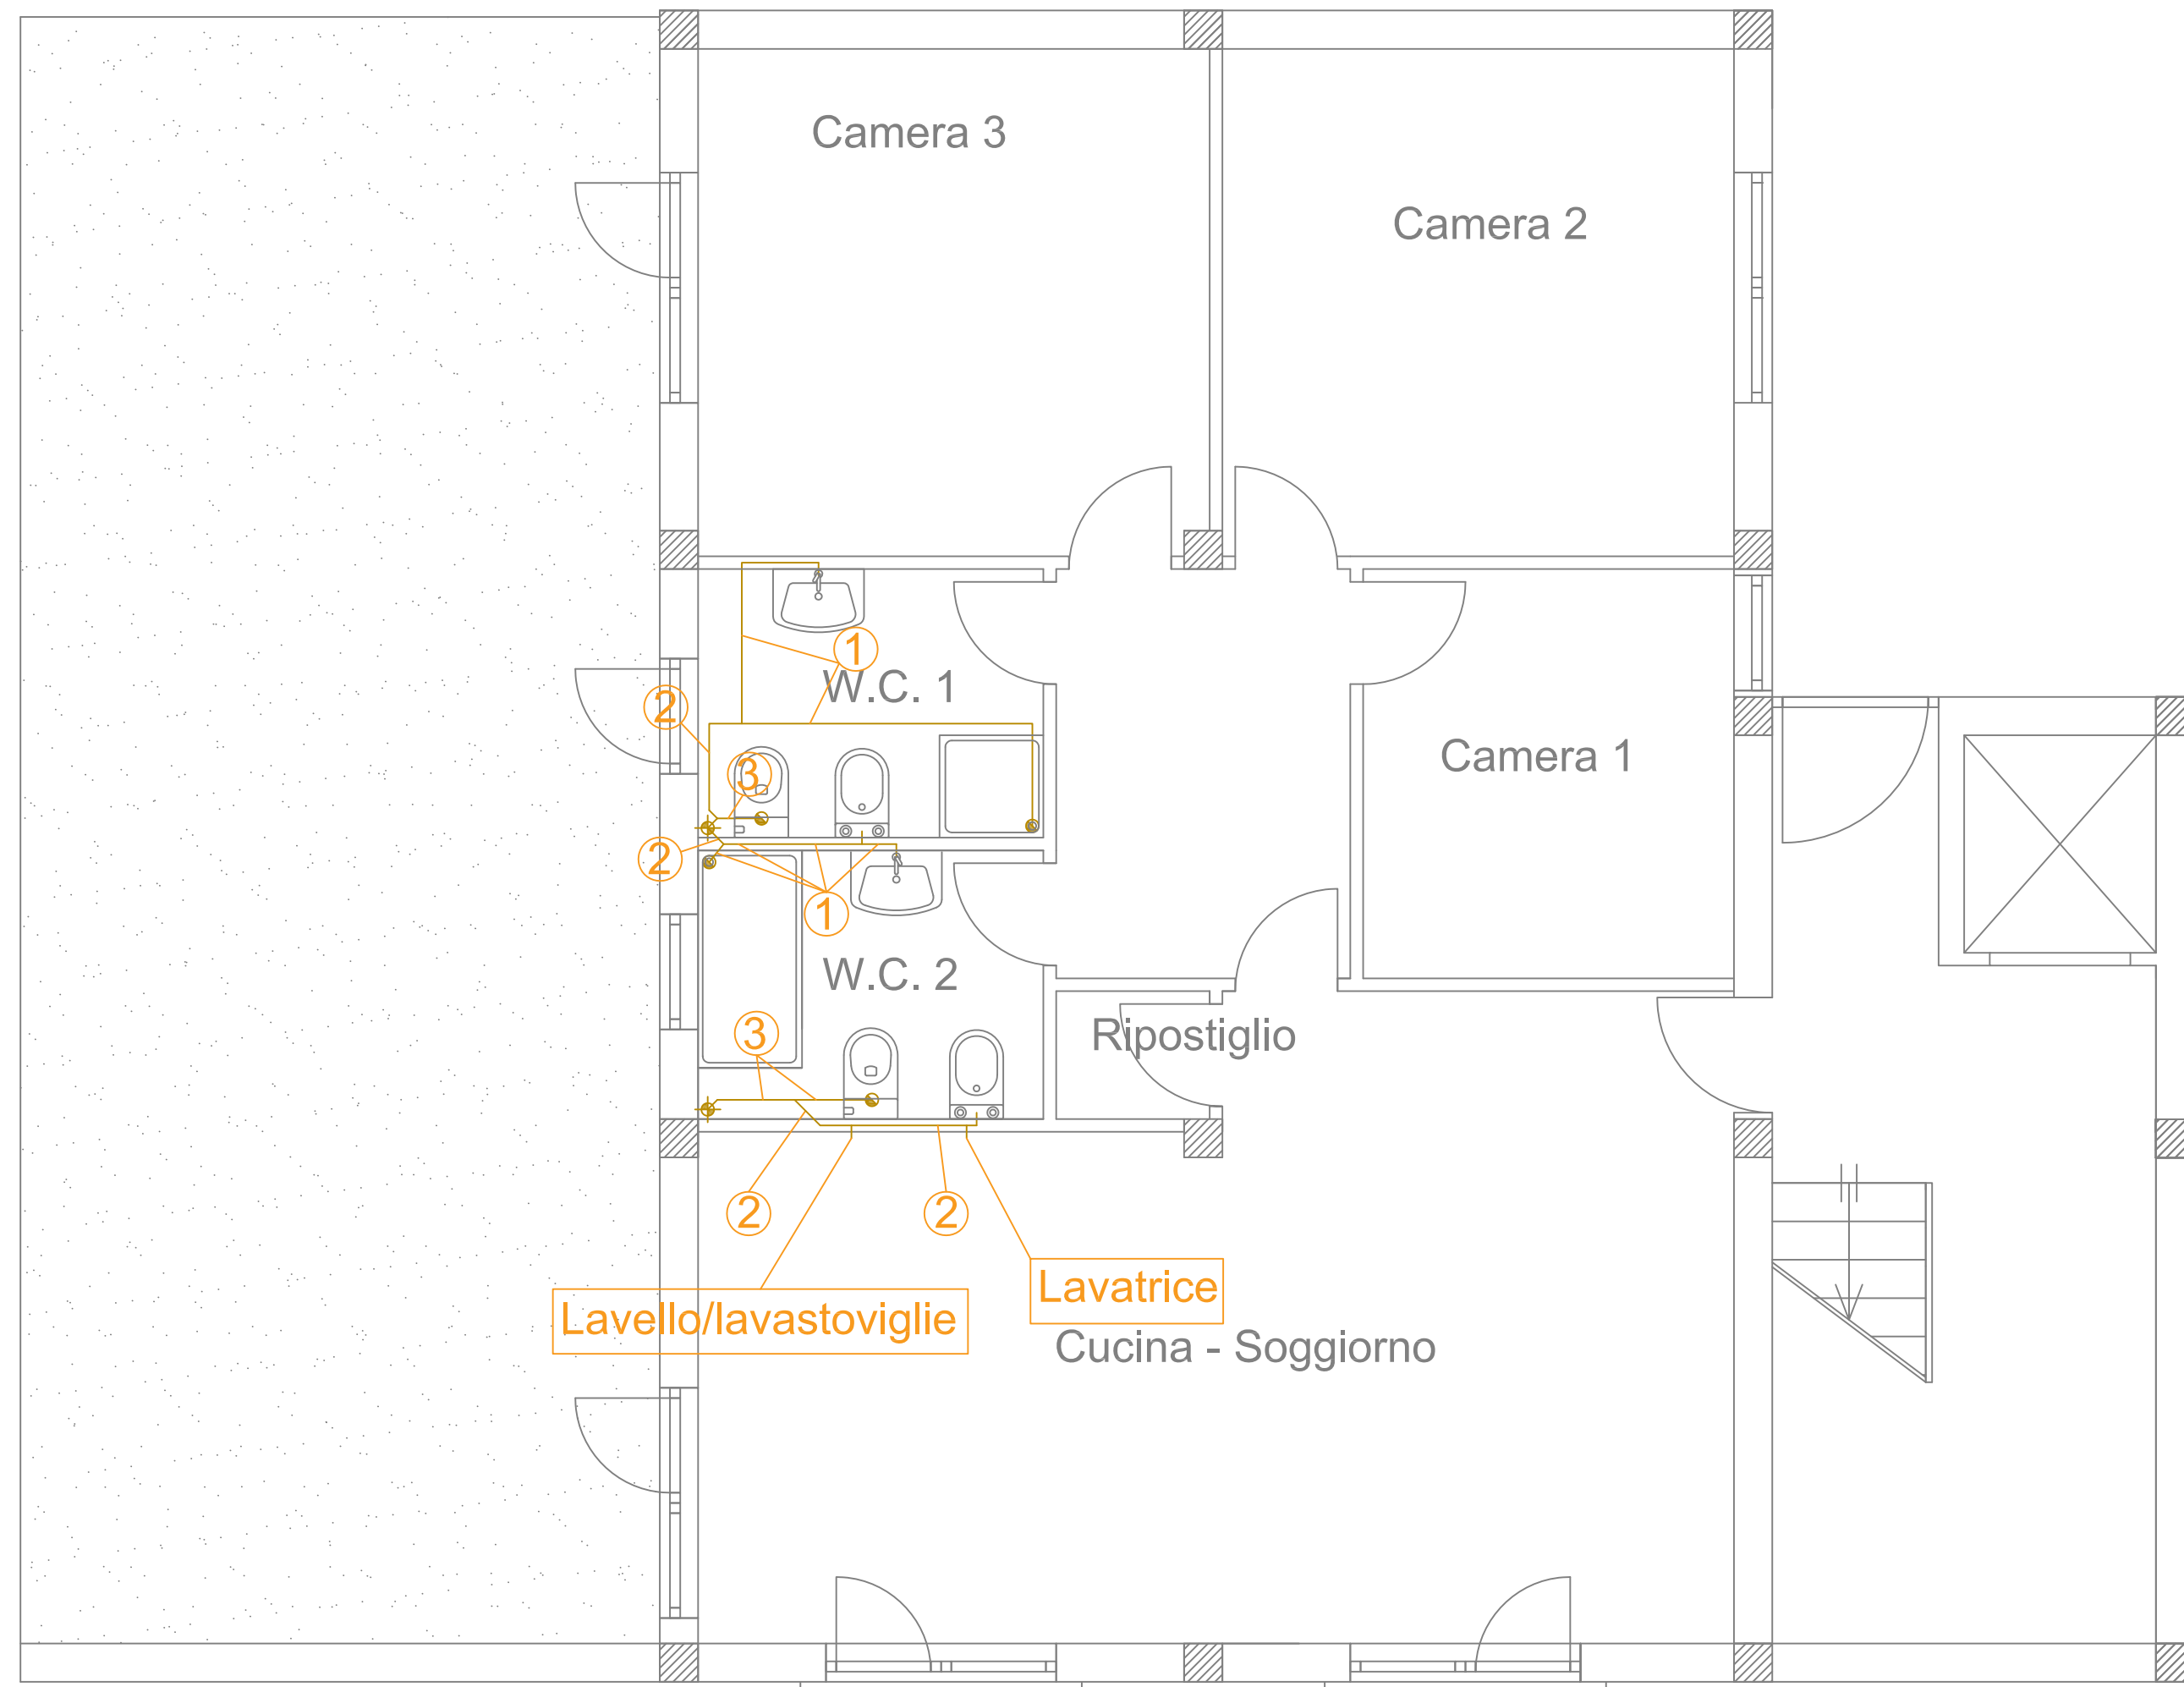 Camera 3
Camera 2
1
W.C. 1
2
3
Camera 1
2
1
W.C. 2
3
Ripostiglio
2
2
Lavatrice
Lavello/lavastoviglie
Cucina - Soggiorno